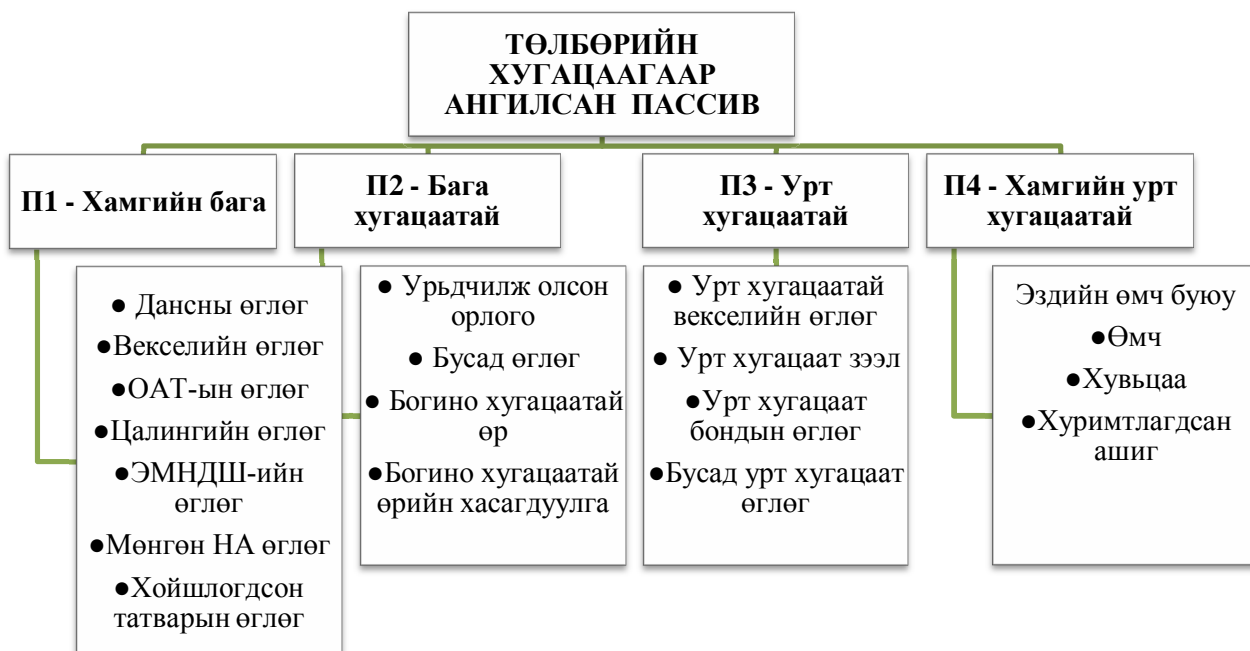 ТӨЛБӨРИЙН
ХУГАЦААГААР
АНГИЛСАН ПАССИВ
П1 - Хамгийн бага
П2 - Бага
хугацаатай
П3 - Урт
хугацаатай
П4 - Хамгийн урт
хугацаатай
● Дансны өглөг
●Векселийн өглөг
●ОАТ-ын өглөг
●Цалингийн өглөг
●ЭМНДШ-ийн
өглөг
●Мөнгөн НА өглөг
●Хойшлогдсон
татварын өглөг
● Урьдчилж олсон
орлого
● Бусад өглөг
● Богино хугацаатай
өр
●Богино хугацаатай
өрийн хасагдуулга
● Урт хугацаатай
векселийн өглөг
● Урт хугацаат зээл
●Урт хугацаат
бондын өглөг
●Бусад урт хугацаат
өглөг
Эздийн өмч буюу
●Өмч
●Хувьцаа
●Хуримтлагдсан
ашиг